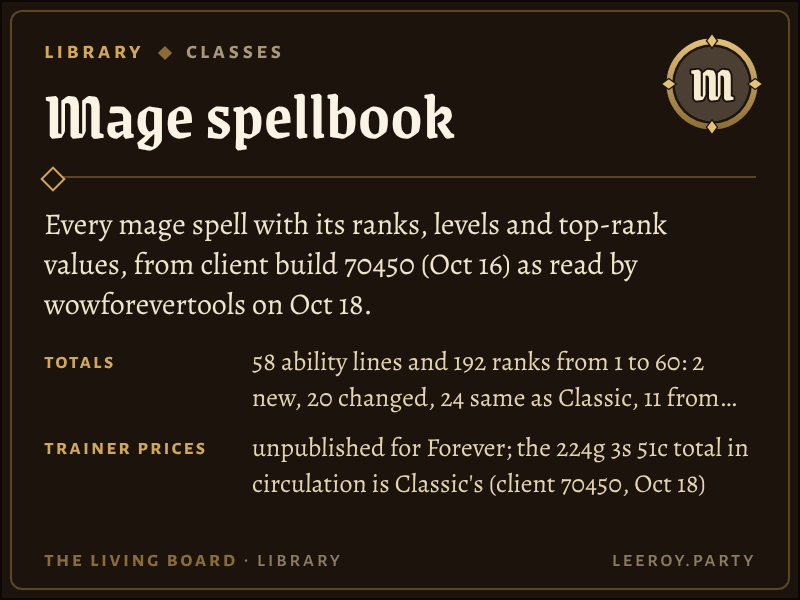 LIBRARY ◆ CLASSES
M
Mage spellbook
Every mage spell with its ranks, levels and top-rank
values, from client build 70450 (Oct 16) as read by
wowforevertools on Oct 18.
TOTALS
58 ability lines and 192 ranks from 1 to 60: 2
new, 20 changed, 24 same as Classic, 11 from…
TRAINER PRICES
unpublished for Forever; the 224g 3s 51c total in
circulation is Classic's (client 70450, Oct 18)
THE LIVING BOARD · LIBRARY
LEEROY.PARTY